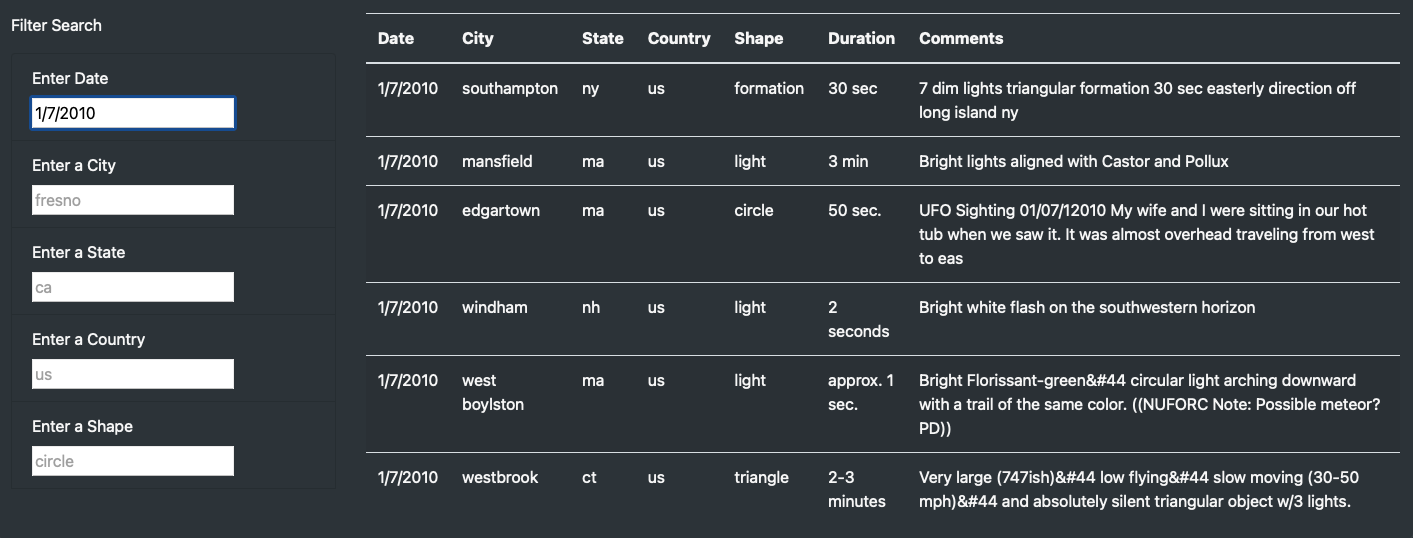 Filter Search
Enter Date
1/7/2010
Enter a City
fresno
Enter a State
ca
Enter a Country
us
Enter a Shape
circle
Date City State Country Shape Duration Comments
1/7/2010 southampton ny us formation 30 sec 7 dim lights triangular formation 30 sec easterly direction off
long island ny
1/7/2010 mansfield ma us light 3 min Bright lights aligned with Castor and Pollux
1/7/2010 edgartown ma us circle 50 sec. UFO Sighting 01/07/12010 My wife and I were sitting in our hot
tub when we saw it. It was almost overhead traveling from west
to eas
1/7/2010 windham nh us light 2 Bright white flash on the southwestern horizon
seconds
1/7/2010 west ma us light approx. 1 Bright Florissant-green&#44 circular light arching downward
boylston sec. with a trail of the same color. ((NUFORC Note: Possible meteor?
PD))
1/7/2010 westbrook ct us triangle 2-3 Very large (747ish)&#44 low flying&#44 slow moving (30-50
minutes mph)&#44 and absolutely silent triangular object w/3 lights.